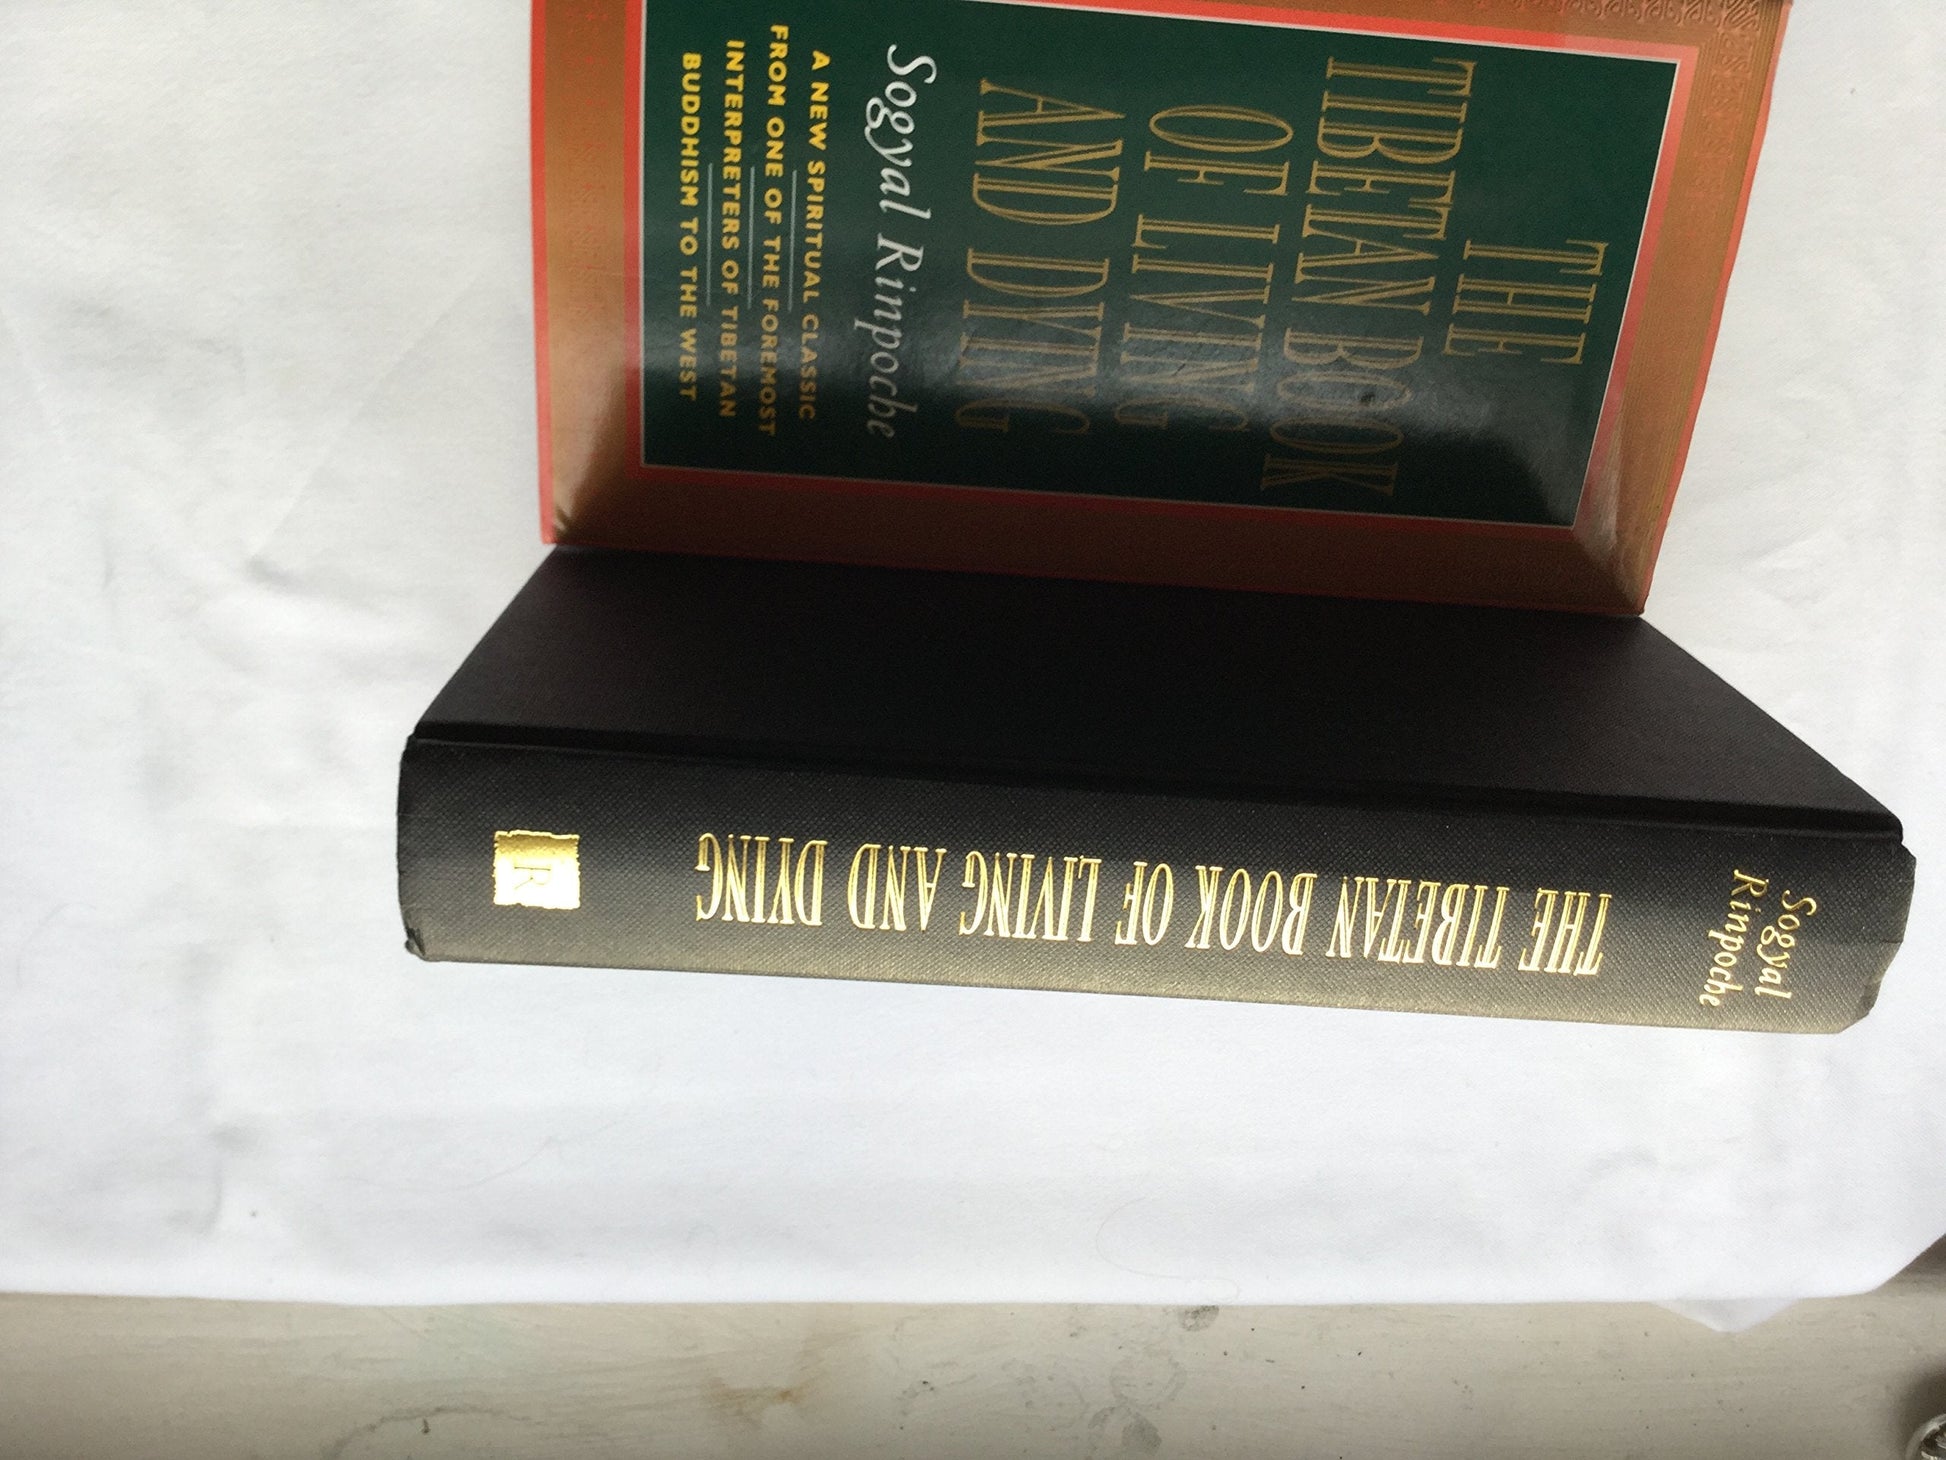 THE
TIBETAN BOOK
OF LIVING
AND DYING
Sogyal Rinpoche
A NEW SPIRITUAL CLASSIC
FROM ONE OF THE FOREMOST
INTERPRETERS OF TIBETAN
BUDDHISM TO THE WEST
Sogyal
Rinpoche
THE TIBETAN BOOK OF LIVING AND DYING
R